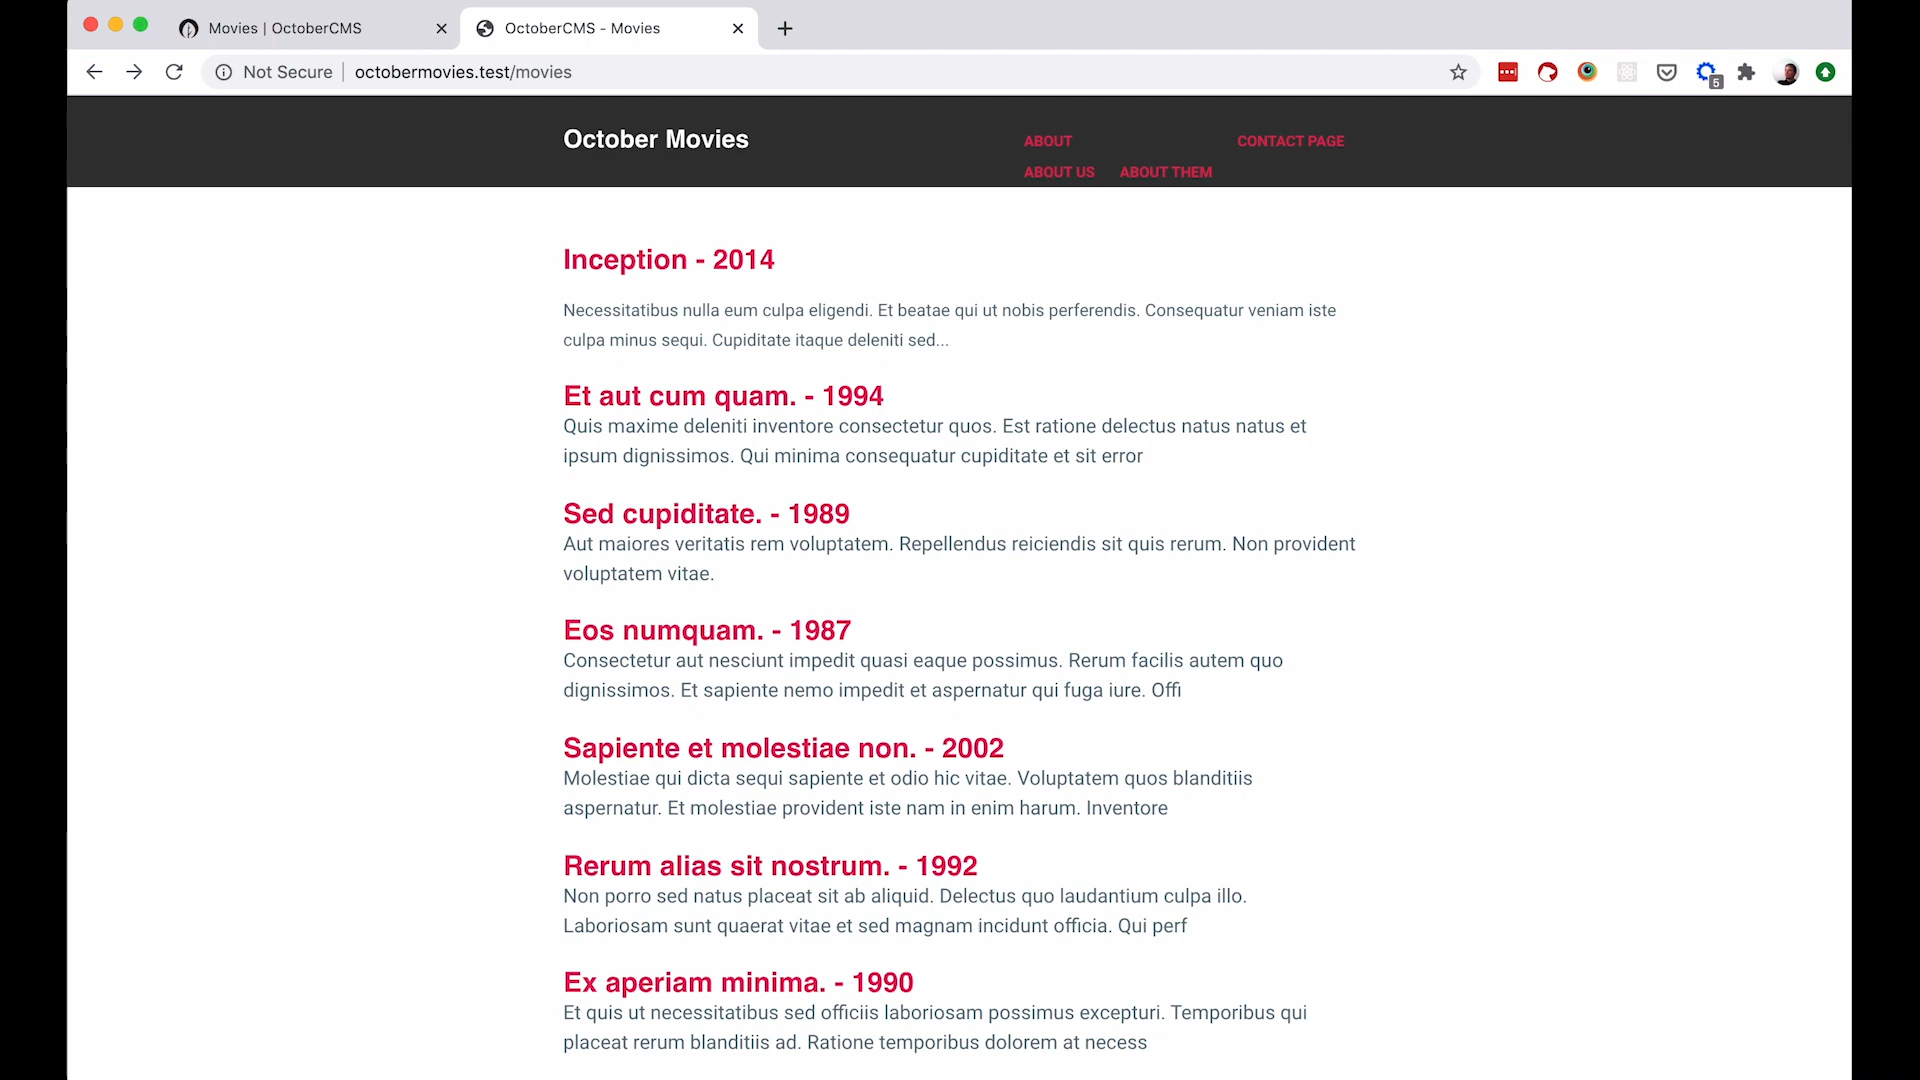 Movies | OctoberCMS
OctoberCMS - Movies
Not Secure
octobermovies.test/movies
5
October Movies
ABOUT
CONTACT PAGE
ABOUT US
ABOUT THEM
Inception - 2014
Necessitatibus nulla eum culpa eligendi. Et beatae qui ut nobis perferendis. Consequatur veniam iste
culpa minus sequi. Cupiditate itaque deleniti sed...
Et aut cum quam. - 1994
Quis maxime deleniti inventore consectetur quos. Est ratione delectus natus natus et
ipsum dignissimos. Qui minima consequatur cupiditate et sit error
Sed cupiditate. - 1989
Aut maiores veritatis rem voluptatem. Repellendus reiciendis sit quis rerum. Non provident
voluptatem vitae.
Eos numquam. - 1987
Consectetur aut nesciunt impedit quasi eaque possimus. Rerum facilis autem quo
dignissimos. Et sapiente nemo impedit et aspernatur qui fuga iure. Offi
Sapiente et molestiae non. - 2002
Molestiae qui dicta sequi sapiente et odio hic vitae. Voluptatem quos blanditiis
aspernatur. Et molestiae provident iste nam in enim harum. Inventore
Rerum alias sit nostrum. - 1992
Non porro sed natus placeat sit ab aliquid. Delectus quo laudantium culpa illo.
Laboriosam sunt quaerat vitae et sed magnam incidunt officia. Qui perf
Ex aperiam minima. - 1990
Et quis ut necessitatibus sed officiis laboriosam possimus excepturi. Temporibus qui
placeat rerum blanditiis ad. Ratione temporibus dolorem at necess